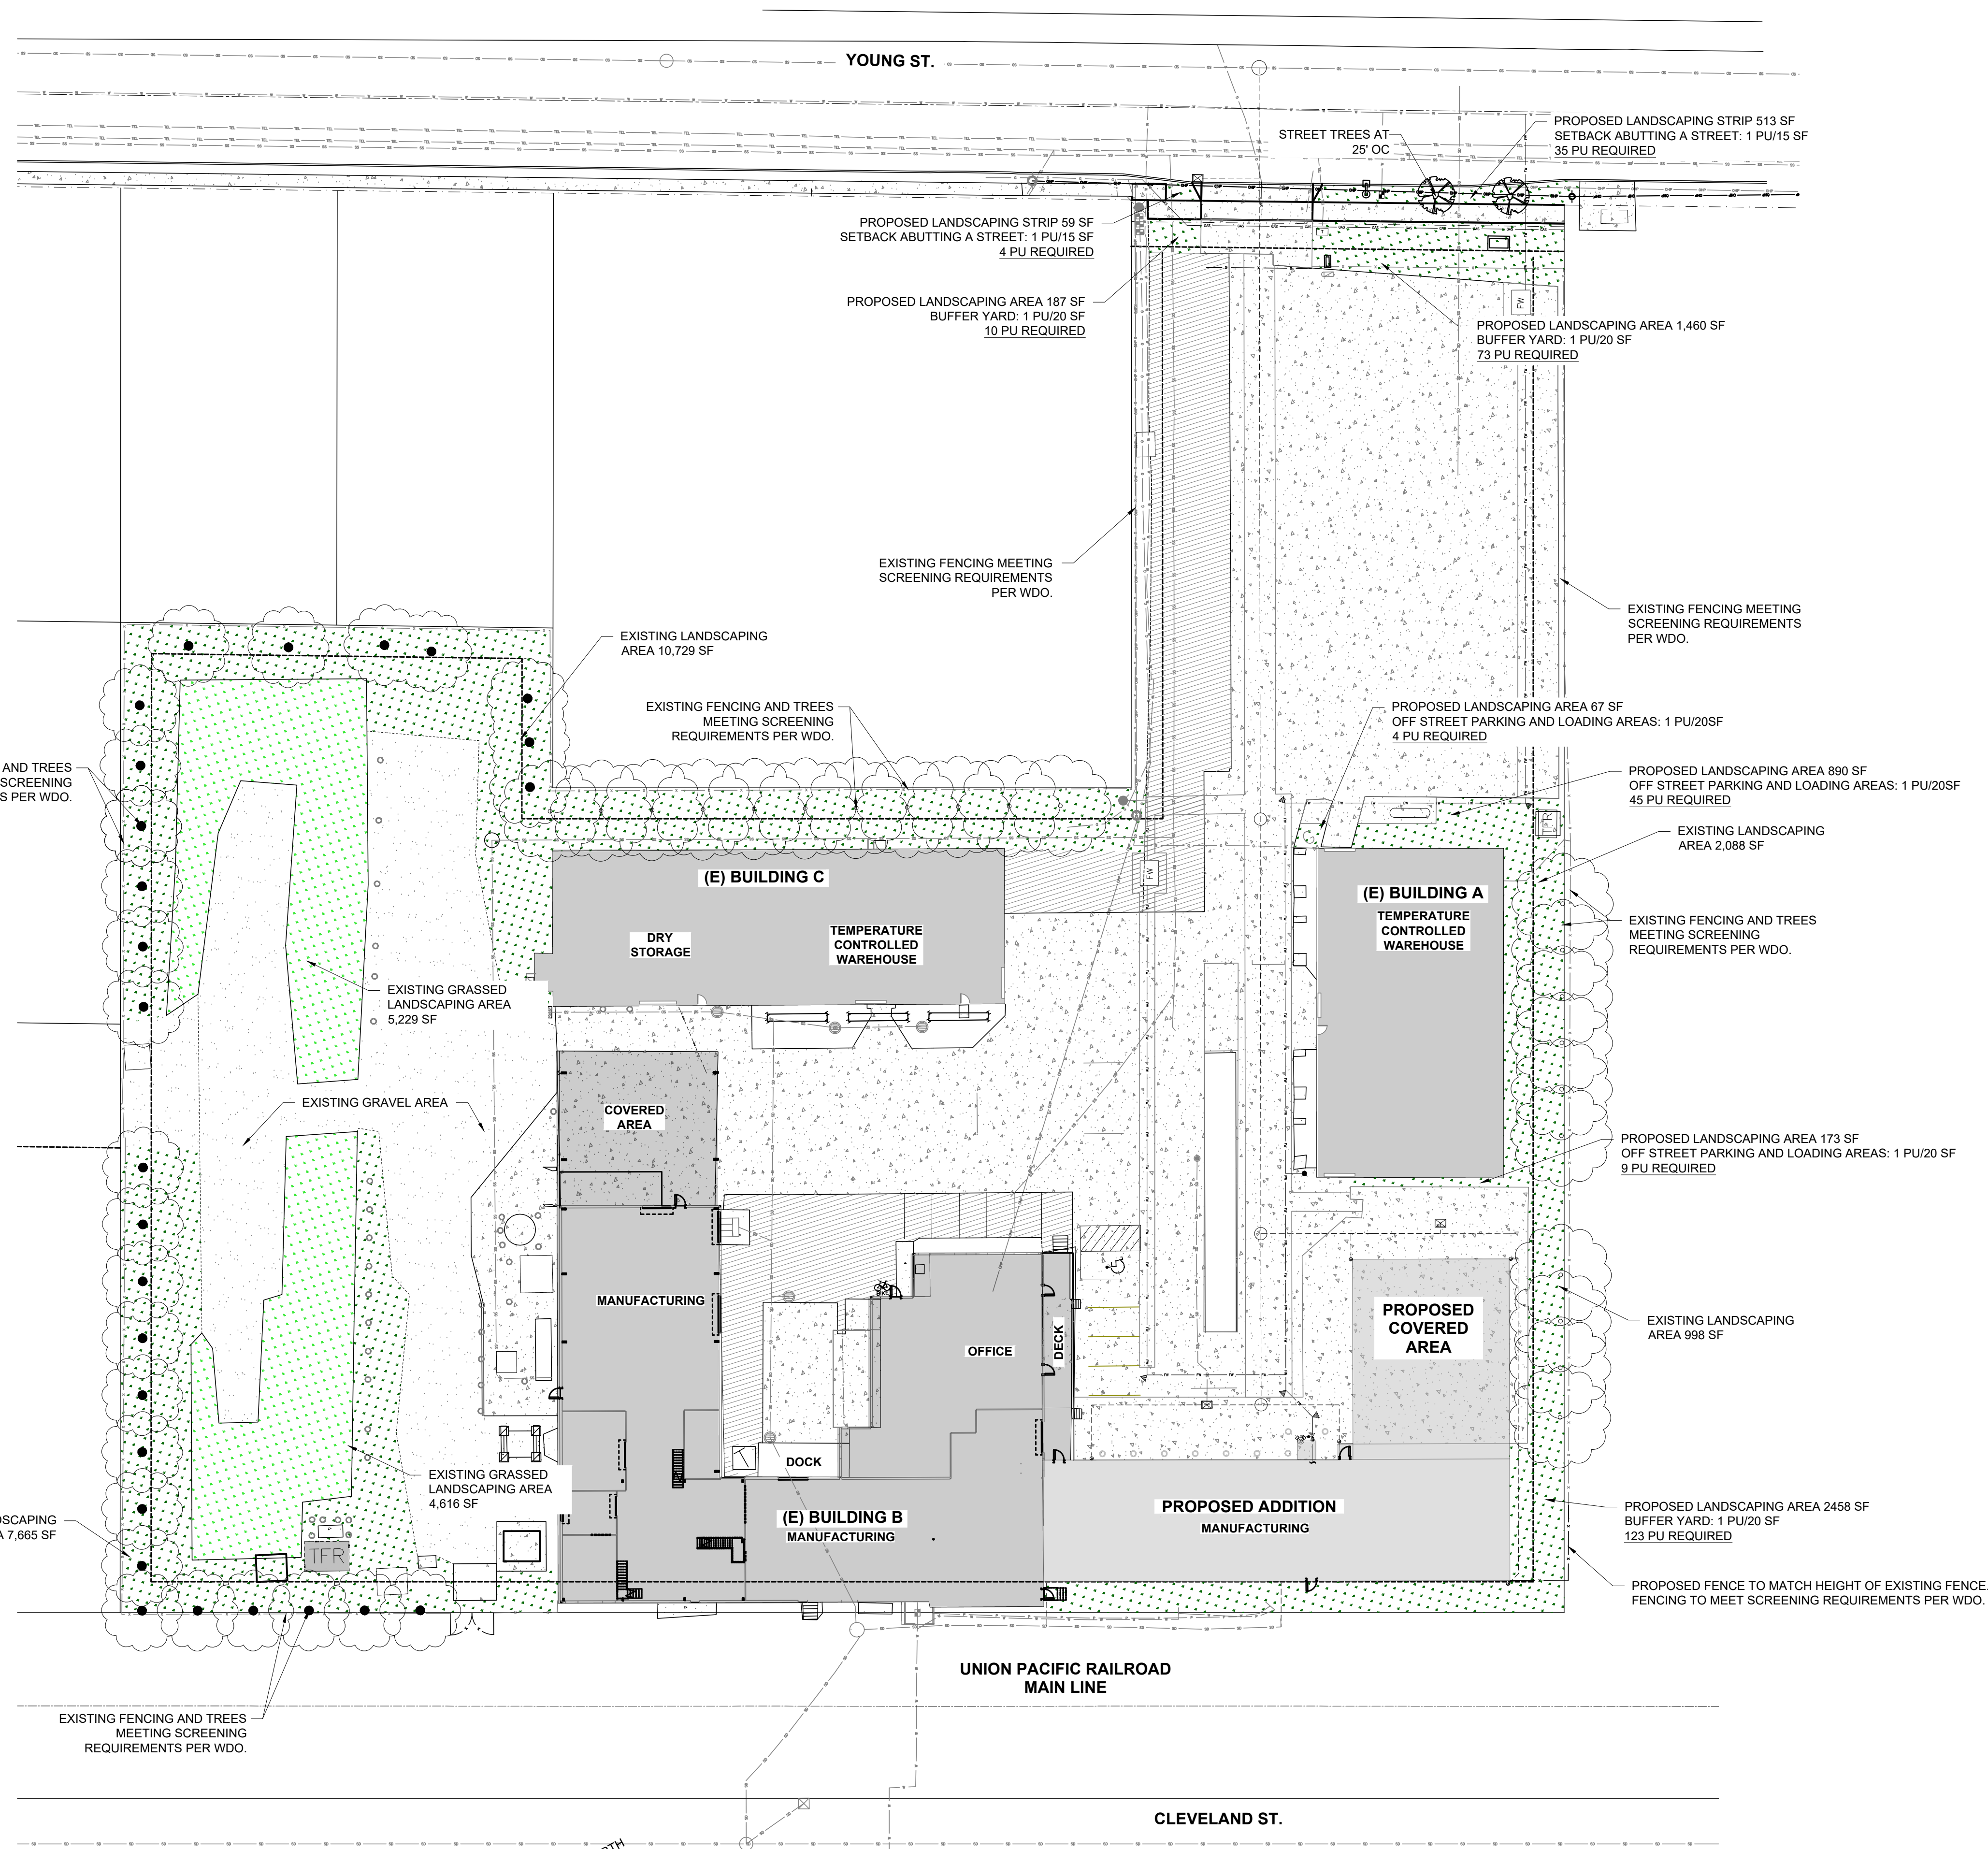 YOUNG ST.
STREET TREES AT
25' OC
PROPOSED LANDSCAPING STRIP 513 SF
SETBACK ABUTTING A STREET: 1 PU/15 SF
35 PU REQUIRED
PROPOSED LANDSCAPING STRIP 59 SF
SETBACK ABUTTING A STREET: 1 PU/15 SF
4 PU REQUIRED
PROPOSED LANDSCAPING AREA 187 SF
BUFFER YARD: 1 PU/20 SF
10 PU REQUIRED
FW
PROPOSED LANDSCAPING AREA 1,460 SF
BUFFER YARD: 1 PU/20 SF
73 PU REQUIRED
EXISTING FENCING MEETING
SCREENING REQUIREMENTS
PER WDO.
EXISTING FENCING MEETING
SCREENING REQUIREMENTS
PER WDO.
EXISTING LANDSCAPING
AREA 10,729 SF
EXISTING FENCING AND TREES
MEETING SCREENING
REQUIREMENTS PER WDO.
PROPOSED LANDSCAPING AREA 67 SF
OFF STREET PARKING AND LOADING AREAS: 1 PU/20SF
4 PU REQUIRED
AND TREES
SCREENING
S PER WDO.
PROPOSED LANDSCAPING AREA 890 SF
OFF STREET PARKING AND LOADING AREAS: 1 PU/20SF
45 PU REQUIRED
TFR
EXISTING LANDSCAPING
AREA 2,088 SF
(E) BUILDING C
FW
(E) BUILDING A
TEMPERATURE
CONTROLLED
WAREHOUSE
DRY
STORAGE
TEMPERATURE
CONTROLLED
WAREHOUSE
EXISTING FENCING AND TREES
MEETING SCREENING
REQUIREMENTS PER WDO.
EXISTING GRASSED
LANDSCAPING AREA
5,229 SF
EXISTING GRAVEL AREA
COVERED
AREA
PROPOSED LANDSCAPING AREA 173 SF
OFF STREET PARKING AND LOADING AREAS: 1 PU/20 SF
9 PU REQUIRED
MANUFACTURING
OFFICE
DECK
PROPOSED
COVERED
AREA
EXISTING LANDSCAPING
AREA 998 SF
DOCK
EXISTING GRASSED
LANDSCAPING AREA
4,616 SF
(E) BUILDING B
MANUFACTURING
PROPOSED ADDITION
MANUFACTURING
PROPOSED LANDSCAPING AREA 2458 SF
BUFFER YARD: 1 PU/20 SF
123 PU REQUIRED
DSCAPING
A 7,665 SF
TFR
PROPOSED FENCE TO MATCH HEIGHT OF EXISTING FENCE.
FENCING TO MEET SCREENING REQUIREMENTS PER WDO.
UNION PACIFIC RAILROAD
MAIN LINE
EXISTING FENCING AND TREES
MEETING SCREENING
REQUIREMENTS PER WDO.
CLEVELAND ST.